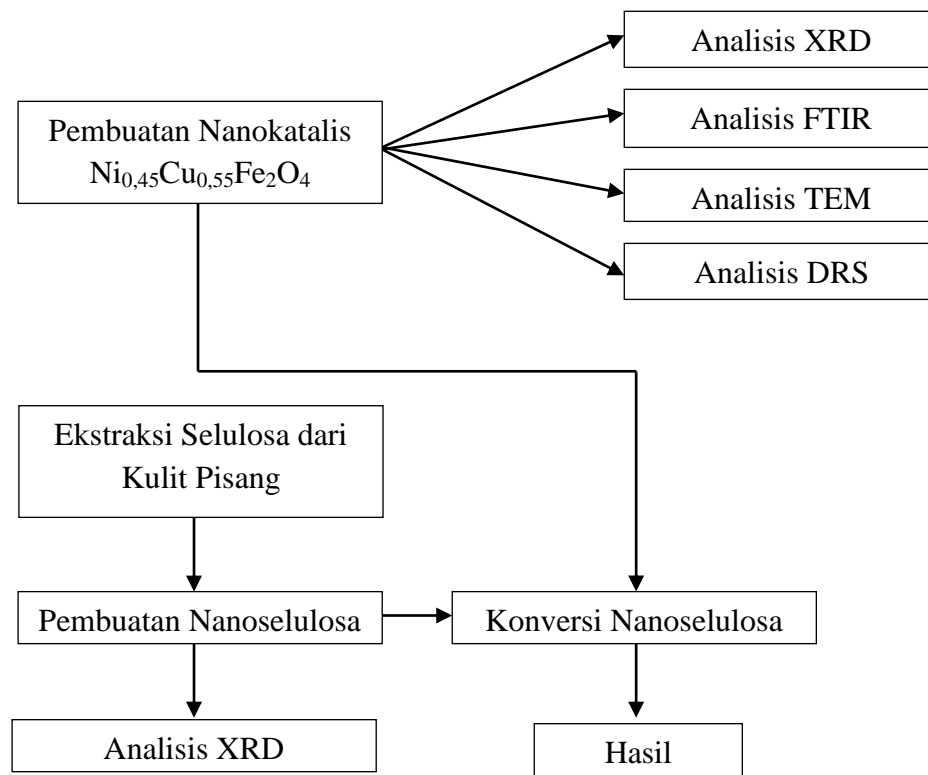 Analisis XRD
Pembuatan Nanokatalis
Ni₀,₄₅Cu₀,₅₅Fe₂O₄
Analisis FTIR
Analisis TEM
Analisis DRS
Ekstraksi Selulosa dari
Kulit Pisang
Pembuatan Nanoselulosa
Konversi Nanoselulosa
Analisis XRD
Hasil